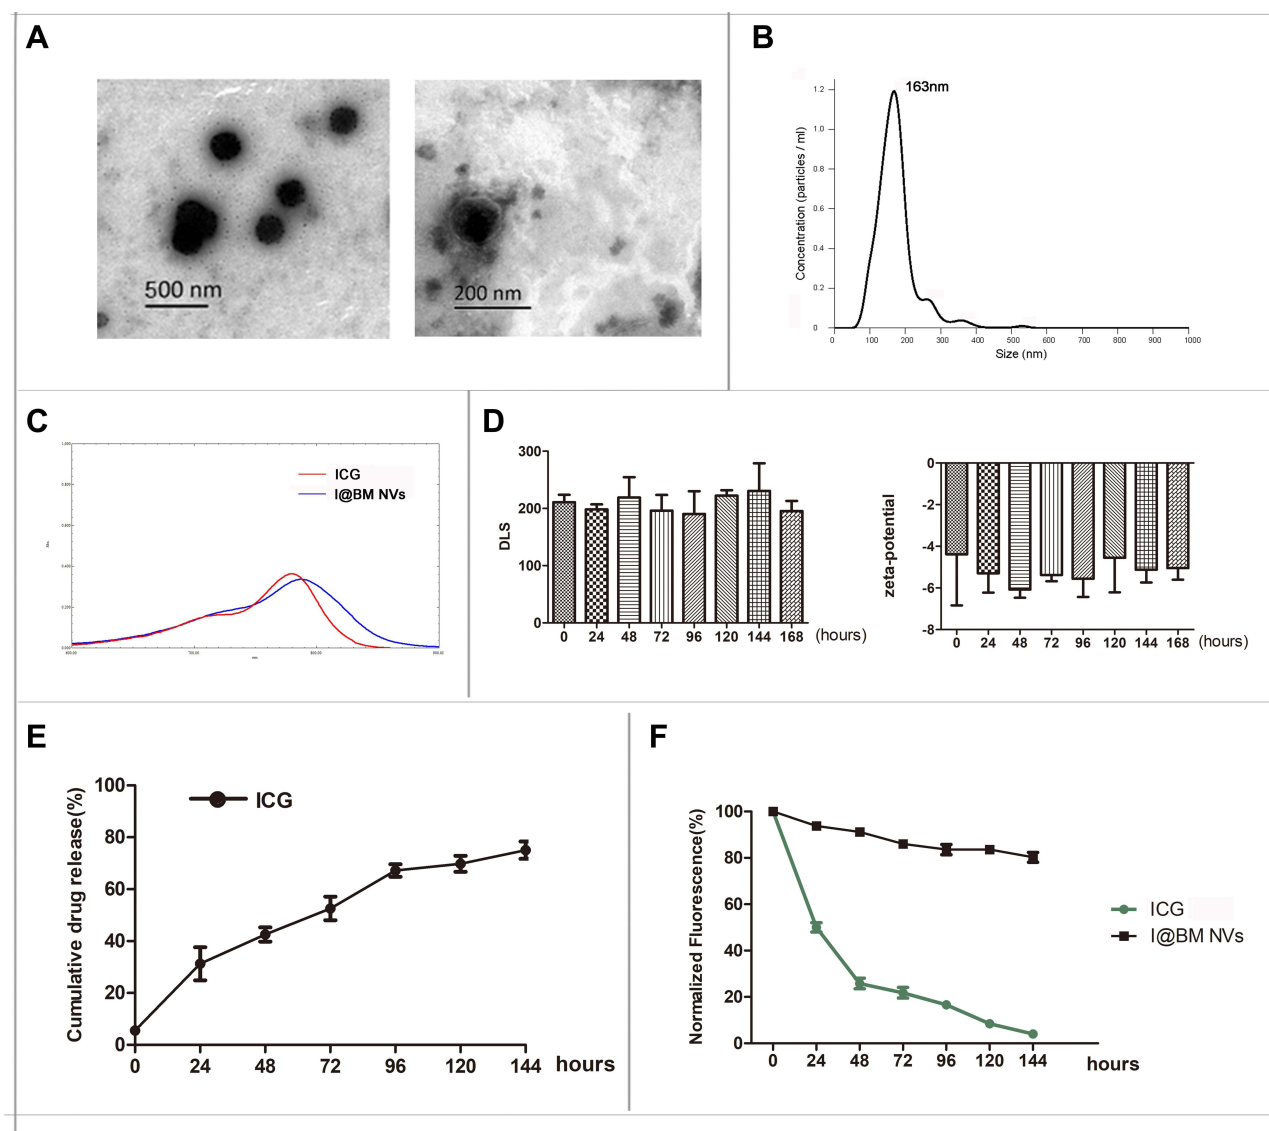 A
500 nm
200 nm
B
163nm
Concentration (particles / ml)
1.2
1.0
0.8
0.6
0.4
0.2
0
0 100 200 300 400 500 600 700 800 900 1000
Size (nm)
C
ICG
I@BM NVs
D
DLS
300
200
100
0
0 24 48 72 96 120 144 168 (hours)
zeta-potential
0
-2
-4
-6
-8
0 24 48 72 96 120 144 168 (hours)
E
Cumulative drug release(%)
100
80
60
40
20
0
ICG
0 24 48 72 96 120 144 hours
F
Normalized Fluorescence(%)
100
80
60
40
20
0
ICG
I@BM NVs
0 24 48 72 96 120 144 hours